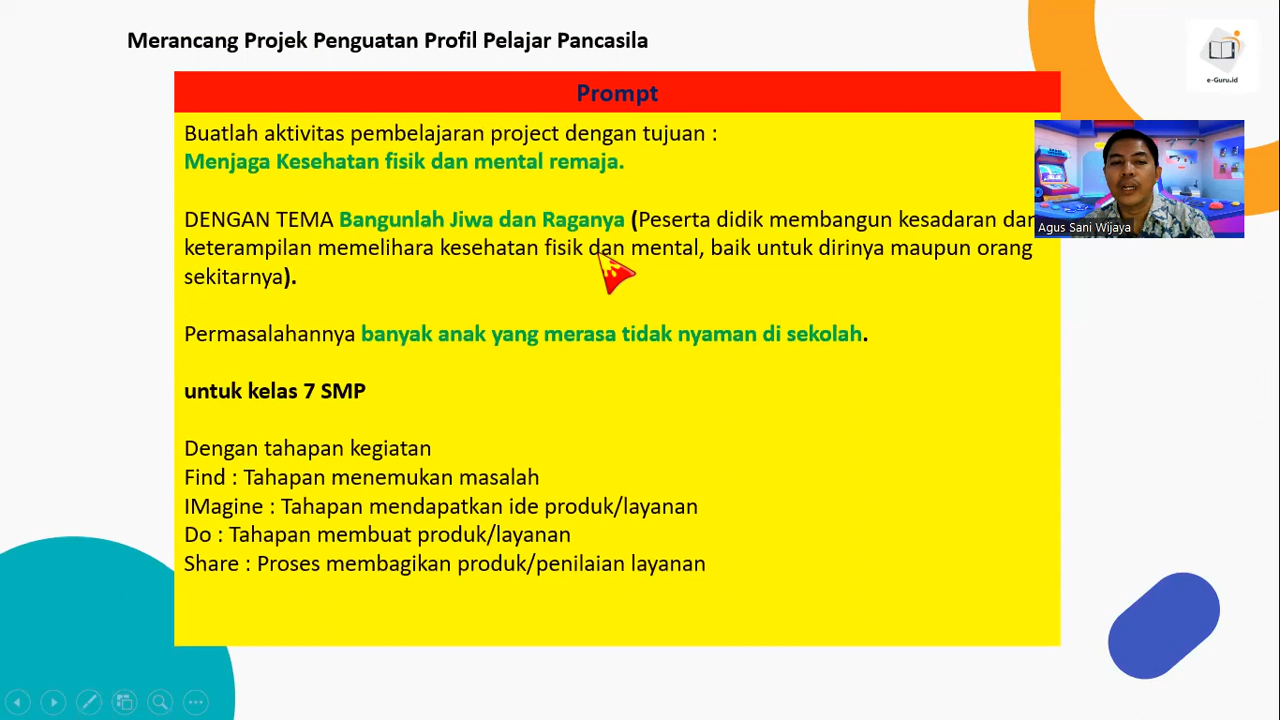 Merancang Projek Penguatan Profil Pelajar Pancasila
e-Guru.id
Prompt
Buatlah aktivitas pembelajaran project dengan tujuan :
Menjaga Kesehatan fisik dan mental remaja.
DENGAN TEMA Bangunlah Jiwa dan Raganya (Peserta didik membangun kesadaran dan
keterampilan memelihara kesehatan fisik dan mental, baik untuk dirinya maupun orang
sekitarnya).
Agus Sani Wijaya
Permasalahannya banyak anak yang merasa tidak nyaman di sekolah.
untuk kelas 7 SMP
Dengan tahapan kegiatan
Find : Tahapan menemukan masalah
IMagine : Tahapan mendapatkan ide produk/layanan
Do : Tahapan membuat produk/layanan
Share : Proses membagikan produk/penilaian layanan